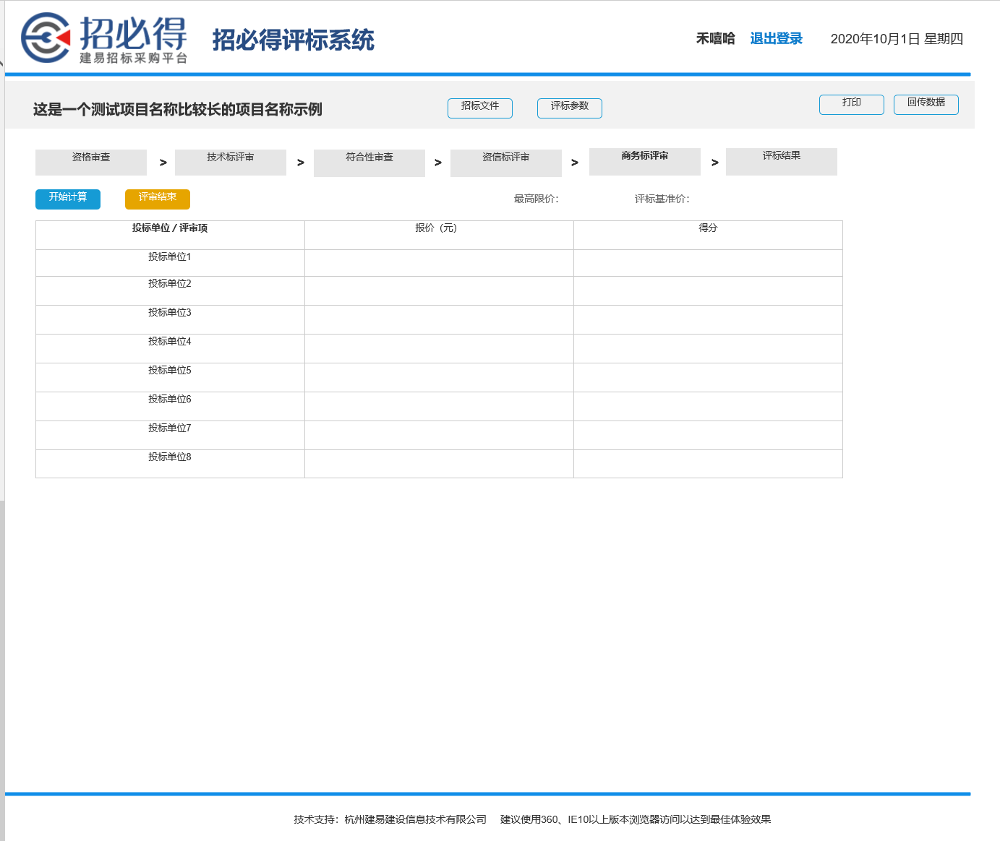 招必得
建易招标采购平台
招必得评标系统
禾嘻哈 退出登录 2020年10月1日 星期四
这是一个测试项目名称比较长的项目名称示例
招标文件 评标参数 打印 回传数据
资格审查 > 技术标评审 > 符合性审查 > 资信标评审 > 商务标评审 > 评标结果
开始计算 评审结束 最高限价： 评标基准价：
投标单位 / 评审项 报价（元） 得分
投标单位1
投标单位2
投标单位3
投标单位4
投标单位5
投标单位6
投标单位7
投标单位8
技术支持：杭州建易建设信息技术有限公司 建议使用360、IE10以上版本浏览器访问以达到最佳体验效果